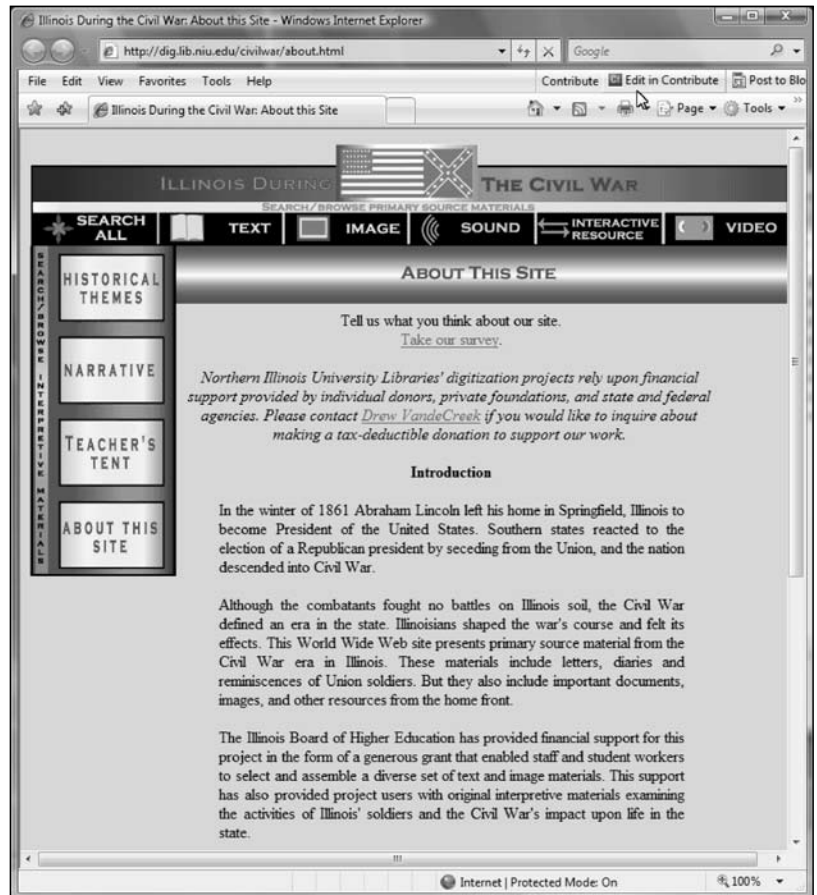 Illinois During the Civil War: About this Site - Windows Internet Explorer
http://dig.lib.niu.edu/civilwar/about.html
Google
File Edit View Favorites Tools Help
Contribute Edit in Contribute Post to Blo
Illinois During the Civil War: About this Site
Page Tools
ILLINOIS DURING THE CIVIL WAR
SEARCH/BROWSE PRIMARY SOURCE MATERIALS
SEARCH ALL TEXT IMAGE SOUND INTERACTIVE RESOURCE VIDEO
SEARCH/BROWSE INTERPRETIVE MATERIALS
HISTORICAL
THEMES
NARRATIVE
TEACHER'S
TENT
ABOUT THIS
SITE
ABOUT THIS SITE
Tell us what you think about our site.
Take our survey.
Northern Illinois University Libraries' digitization projects rely upon financial
support provided by individual donors, private foundations, and state and federal
agencies. Please contact Drew VandeCreek if you would like to inquire about
making a tax-deductible donation to support our work.
Introduction
In the winter of 1861 Abraham Lincoln left his home in Springfield, Illinois to
become President of the United States. Southern states reacted to the
election of a Republican president by seceding from the Union, and the nation
descended into Civil War.
Although the combatants fought no battles on Illinois soil, the Civil War
defined an era in the state. Illinoisians shaped the war's course and felt its
effects. This World Wide Web site presents primary source material from the
Civil War era in Illinois. These materials include letters, diaries and
reminiscences of Union soldiers. But they also include important documents,
images, and other resources from the home front.
The Illinois Board of Higher Education has provided financial support for this
project in the form of a generous grant that enabled staff and student workers
to select and assemble a diverse set of text and image materials. This support
has also provided project users with original interpretive materials examining
the activities of Illinois' soldiers and the Civil War's impact upon life in the
state.
Internet | Protected Mode: On
100%